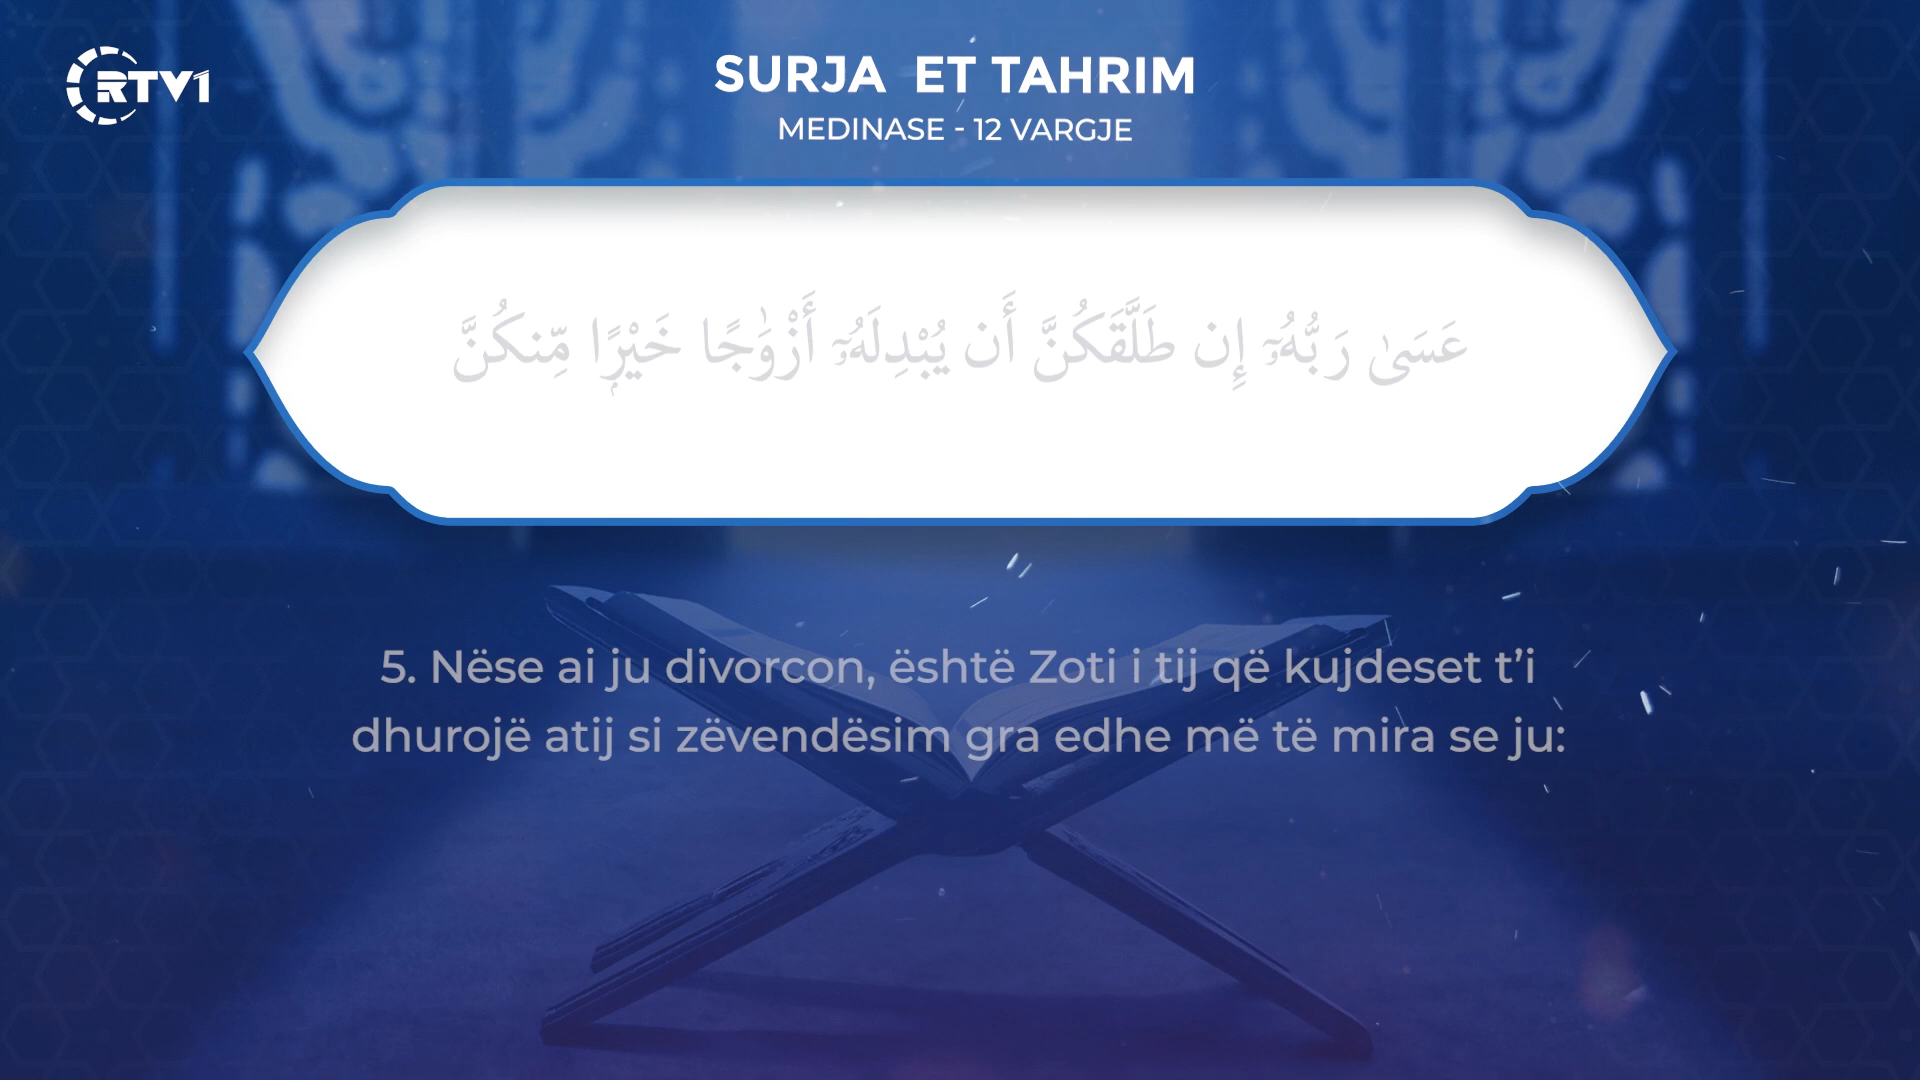 RTV1
SURJA ET TAHRIM
MEDINASE - 12 VARGJE
عَسَىٰ رَبُّهُۥٓ إِن طَلَّقَكُنَّ أَن يُبْدِلَهُۥٓ أَزْوَٰجًا خَيْرًۭا مِّنكُنَّ
5. Nëse ai ju divorcon, është Zoti i tij që kujdeset t’i
dhurojë atij si zëvendësim gra edhe më të mira se ju: